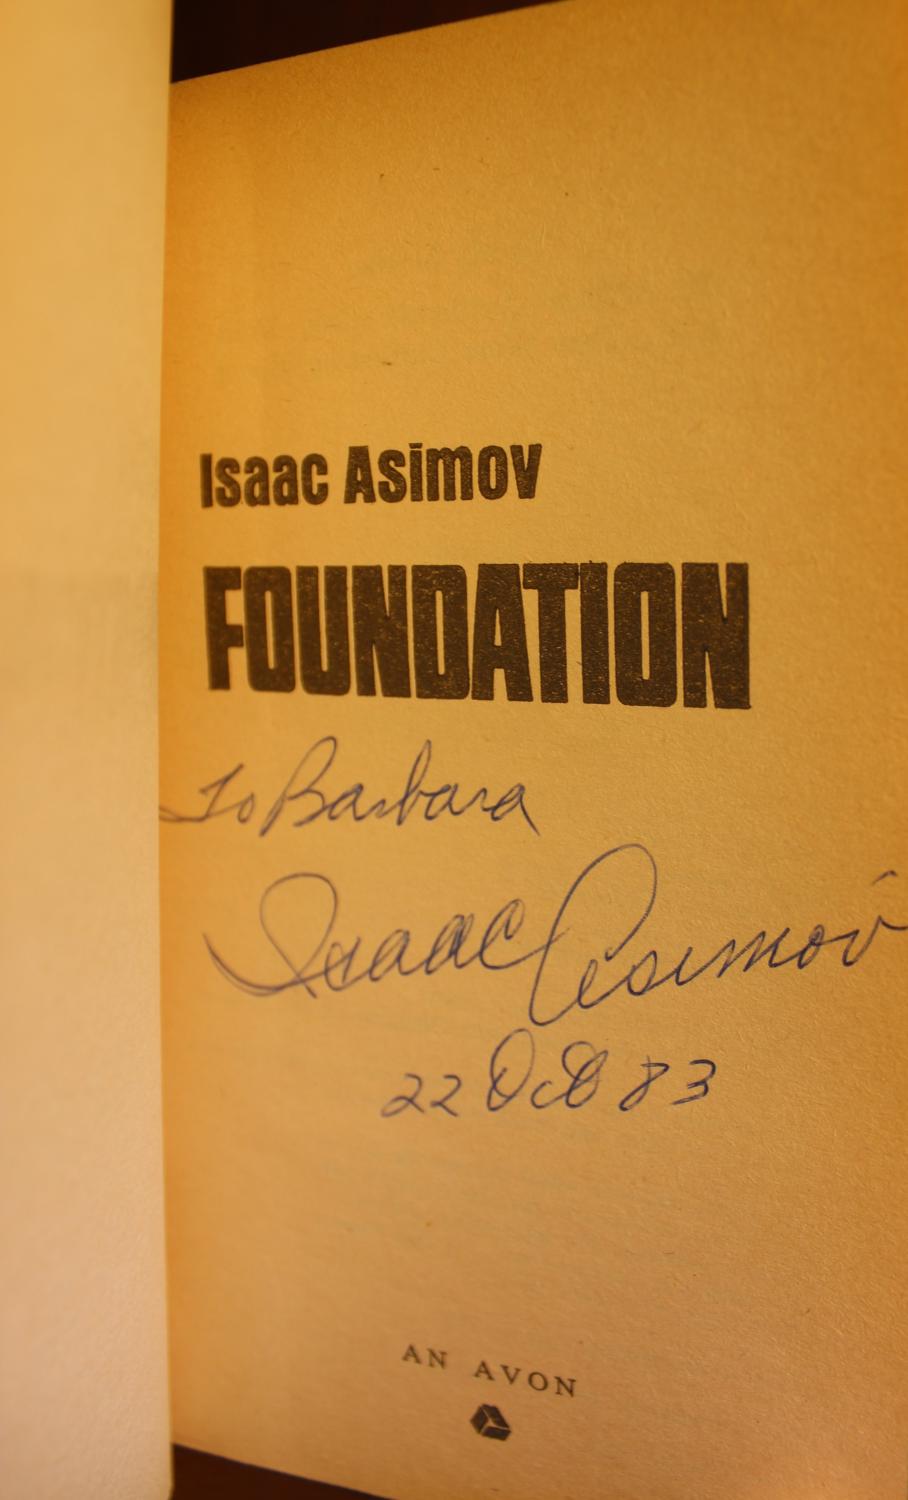 Isaac Asimov
FOUNDATION
To Barbara
Isaac Asimov
22 Oct 83
AN AVON